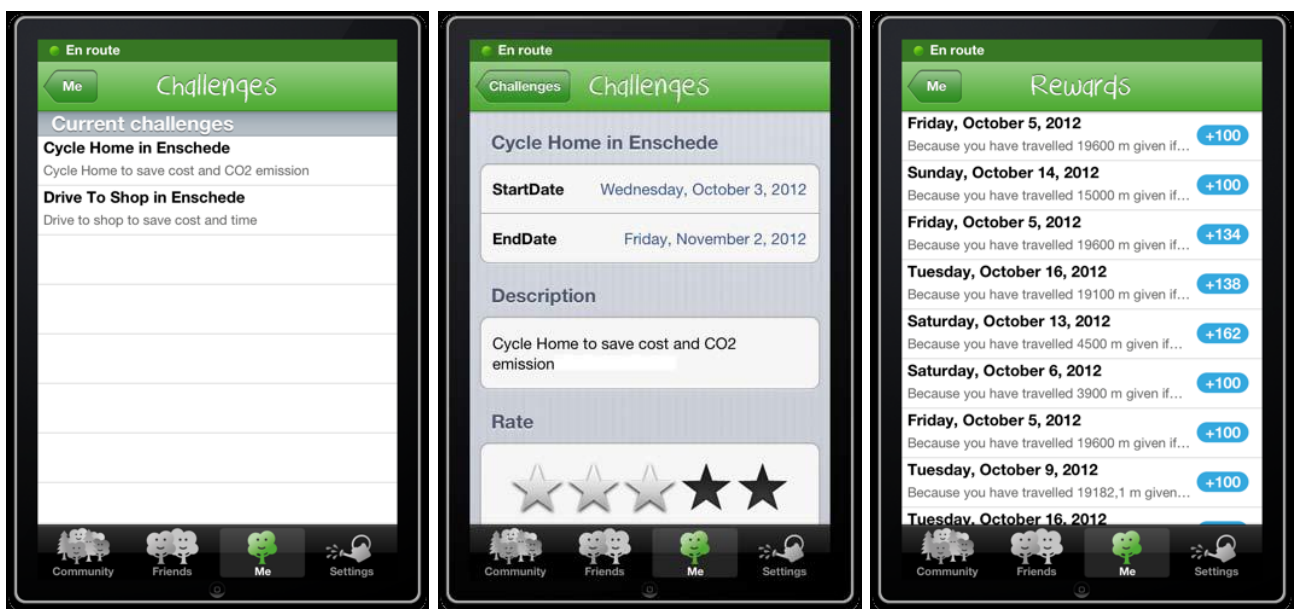 En route
Me
Challenges
Current challenges
Cycle Home in Enschede
Cycle Home to save cost and CO2 emission
Drive To Shop in Enschede
Drive to shop to save cost and time
Community Friends Me Settings
En route
Challenges
Challenges
Cycle Home in Enschede
StartDate Wednesday, October 3, 2012
EndDate Friday, November 2, 2012
Description
Cycle Home to save cost and CO2
emission
Rate
Community Friends Me Settings
En route
Me
Rewards
Friday, October 5, 2012
Because you have travelled 19600 m given if...
+100
Sunday, October 14, 2012
Because you have travelled 15000 m given if...
+100
Friday, October 5, 2012
Because you have travelled 19600 m given if...
+134
Tuesday, October 16, 2012
Because you have travelled 19100 m given if...
+138
Saturday, October 13, 2012
Because you have travelled 4500 m given if...
+162
Saturday, October 6, 2012
Because you have travelled 3900 m given if...
+100
Friday, October 5, 2012
Because you have travelled 19600 m given if...
+100
Tuesday, October 9, 2012
Because you have travelled 19182,1 m given...
+100
Tuesday, October 16, 2012
Community Friends Me Settings